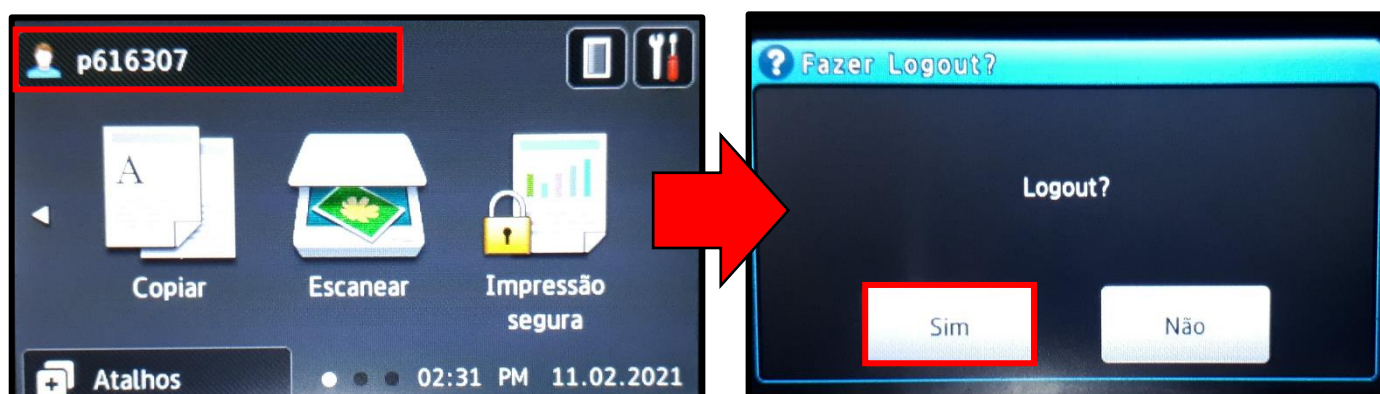 p616307
A
Copiar
Escanear
Impressão
segura
Atalhos
02:31 PM 11.02.2021
? Fazer Logout?
Logout?
Sim
Não